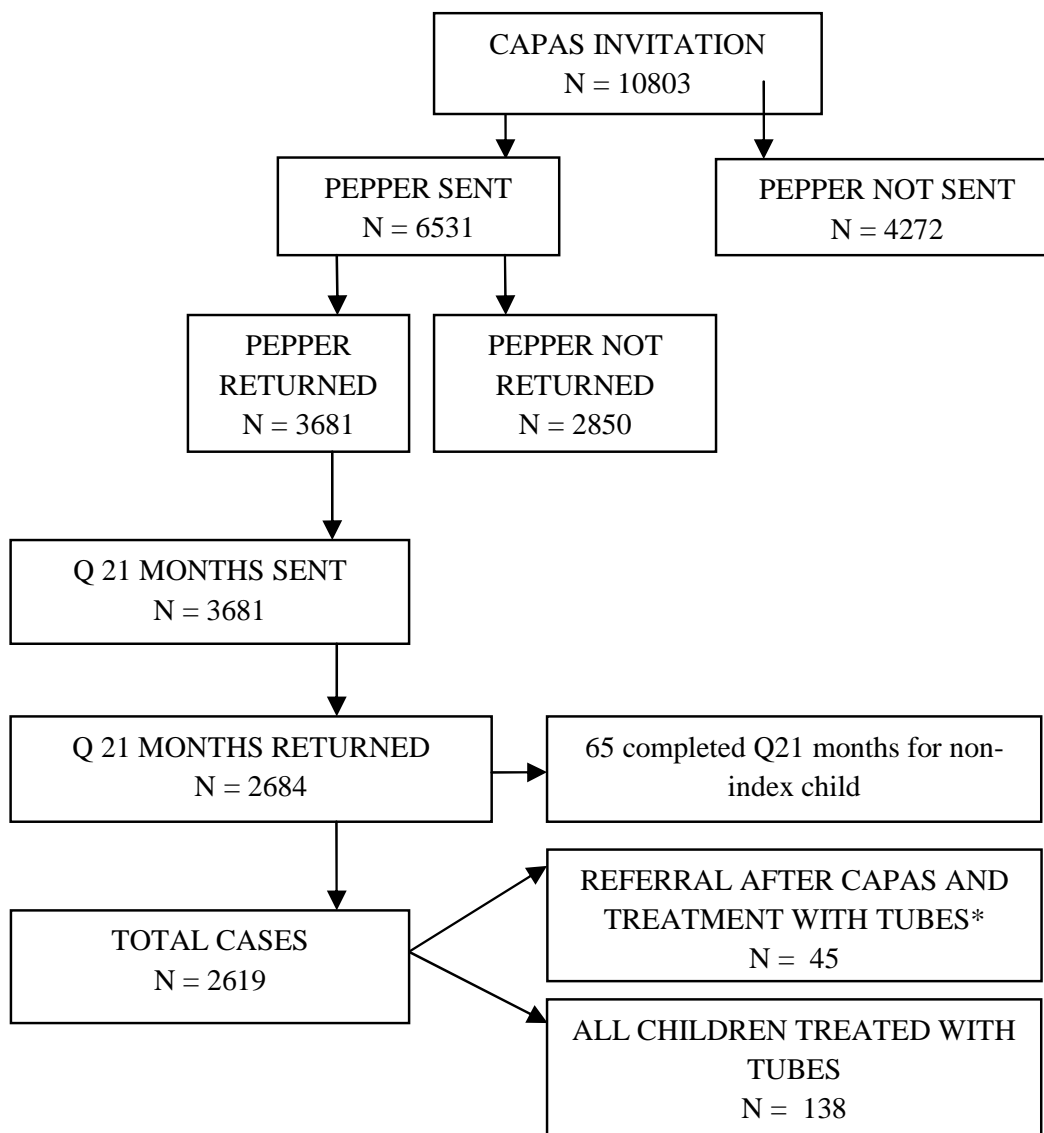 CAPAS INVITATION
N = 10803
PEPPER SENT
N = 6531
PEPPER NOT SENT
N = 4272
PEPPER
RETURNED
N = 3681
PEPPER NOT
RETURNED
N = 2850
Q 21 MONTHS SENT
N = 3681
Q 21 MONTHS RETURNED
N = 2684
65 completed Q21 months for non-
index child
TOTAL CASES
N = 2619
REFERRAL AFTER CAPAS AND
TREATMENT WITH TUBES*
N = 45
ALL CHILDREN TREATED WITH
TUBES
N = 138